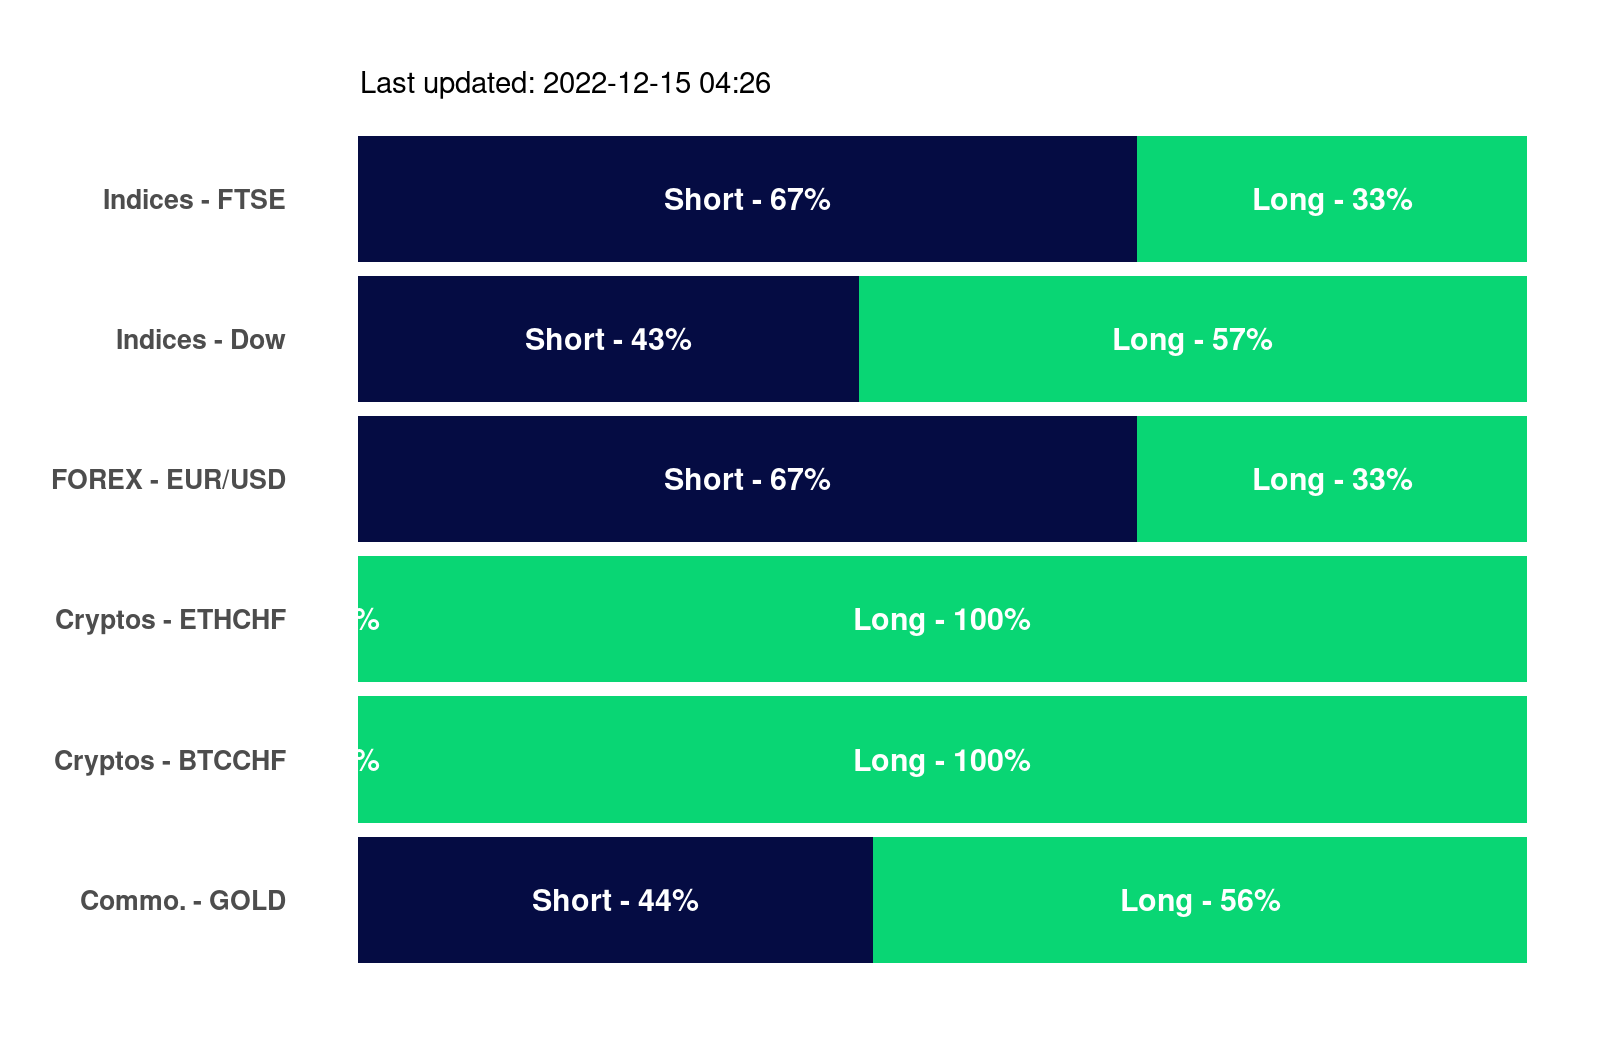 Last updated: 2022-12-15 04:26
Indices - FTSE Short - 67% Long - 33%
Indices - Dow Short - 43% Long - 57%
FOREX - EUR/USD Short - 67% Long - 33%
Cryptos - ETHCHF % Long - 100%
Cryptos - BTCCHF % Long - 100%
Commo. - GOLD Short - 44% Long - 56%